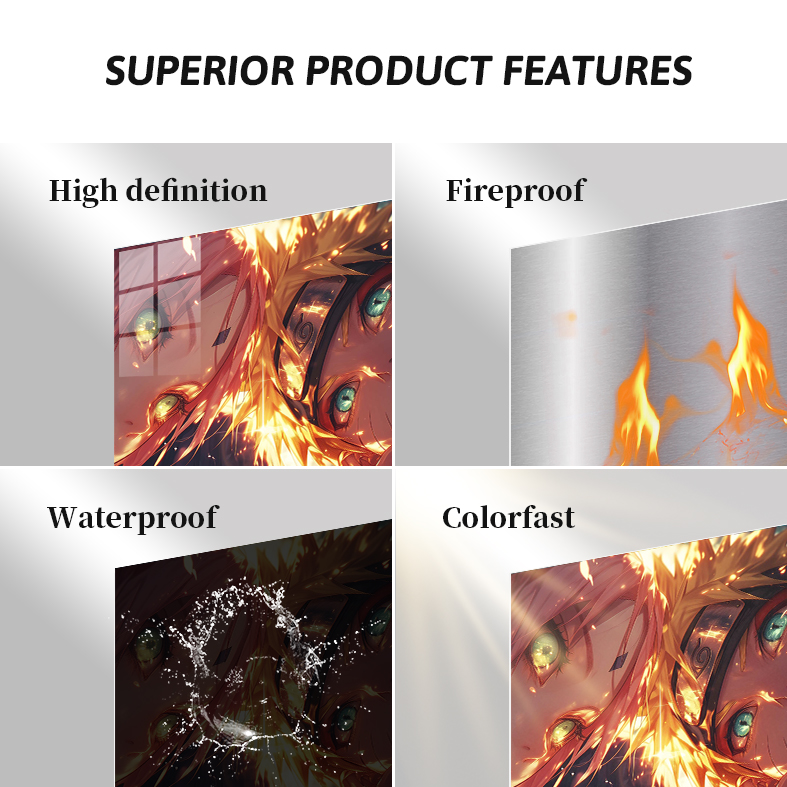 SUPERIOR PRODUCT FEATURES
High definition
Fireproof
Waterproof
Colorfast